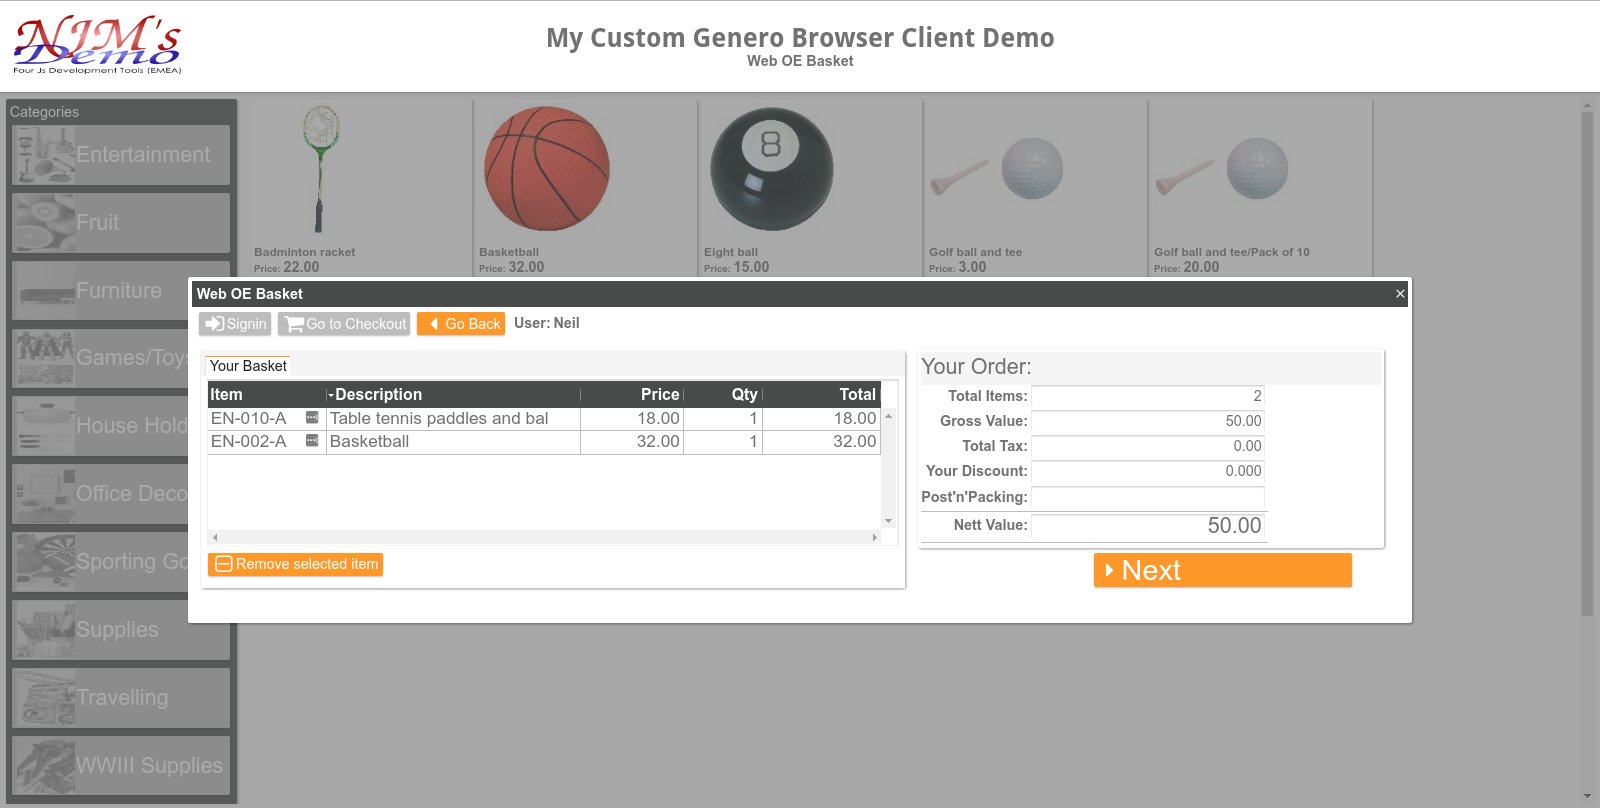 NJM's
Demo
Four Js Development Tools (EMEA)
My Custom Genero Browser Client Demo
Web OE Basket
Categories
Entertainment
Fruit
Furniture
Games/Toys
House Hold
Office Deco
Sporting Go
Supplies
Travelling
WWIII Supplies
8
Badminton racket
Price: 22.00
Basketball
Price: 32.00
Eight ball
Price: 15.00
Golf ball and tee
Price: 3.00
Golf ball and tee/Pack of 10
Price: 20.00
Web OE Basket
Signin Go to Checkout Go Back User: Neil
Your Basket
Item Description Price Qty Total
EN-010-A Table tennis paddles and bal 18.00 1 18.00
EN-002-A Basketball 32.00 1 32.00
Remove selected item
Your Order:
Total Items: 2
Gross Value: 50.00
Total Tax: 0.00
Your Discount: 0.000
Post'n'Packing:
Nett Value: 50.00
Next